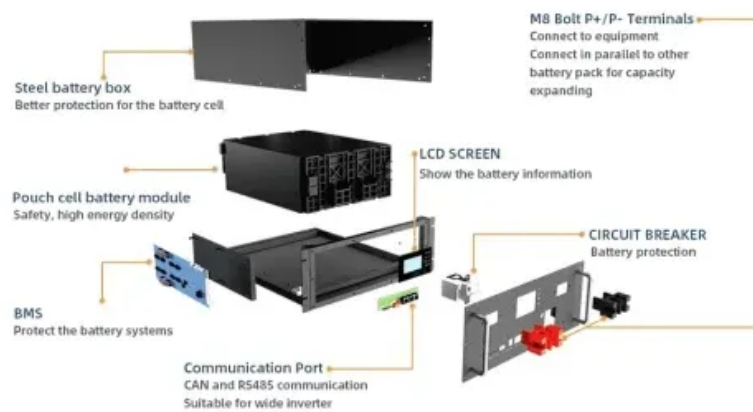 M8 Bolt P+/P- Terminals
Connect to equipment
Connect in parallel to other
battery pack for capacity
expanding
Steel battery box
Better protection for the battery cell
LCD SCREEN
Show the battery information
Pouch cell battery module
Safety, high energy density
CIRCUIT BREAKER
Battery protection
BMS
Protect the battery systems
Communication Port
CAN and RS485 communication
Suitable for wide inverter